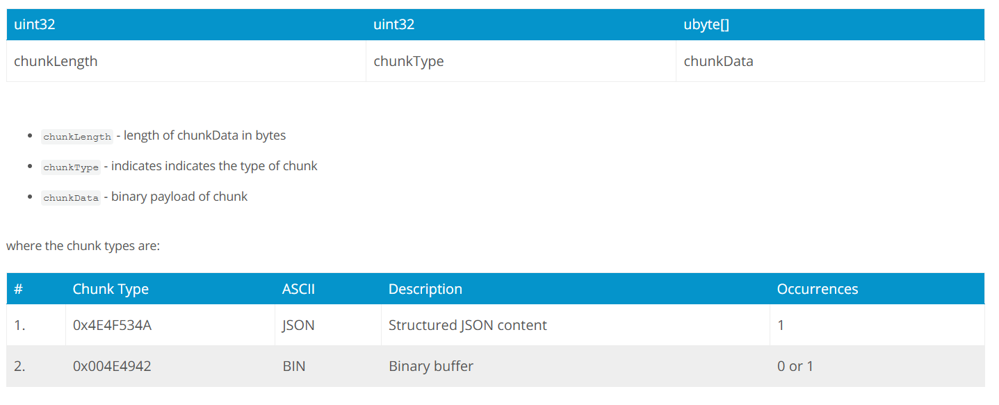 uint32 uint32 ubyte[]
chunkLength chunkType chunkData
chunkLength - length of chunkData in bytes
chunkType - indicates indicates the type of chunk
chunkData - binary payload of chunk
where the chunk types are:
# Chunk Type ASCII Description Occurrences
1. 0x4E4F534A JSON Structured JSON content 1
2. 0x004E4942 BIN Binary buffer 0 or 1